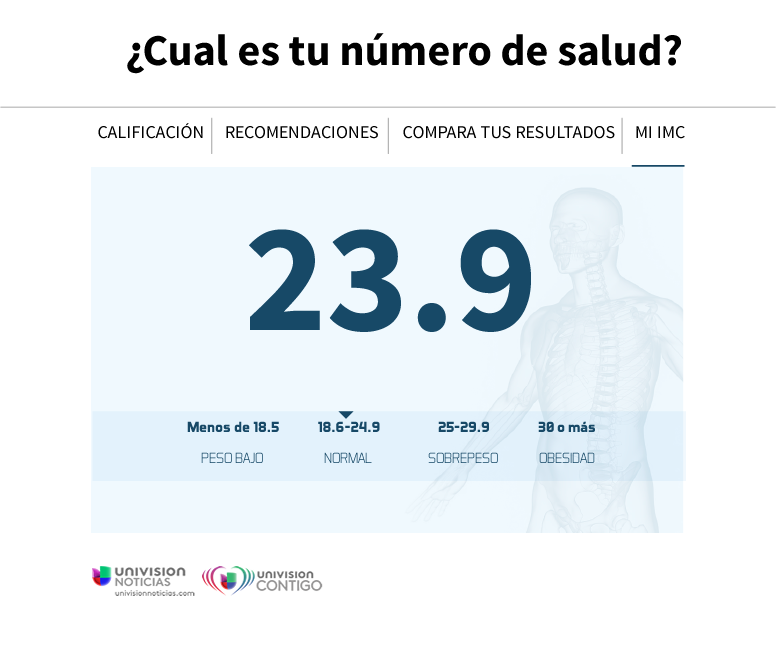 ¿Cual es tu número de salud?
CALIFICACIÓN RECOMENDACIONES COMPARA TUS RESULTADOS MI IMC
23.9
Menos de 18.5 18.6-24.9 25-29.9 30 o más
PESO BAJO NORMAL SOBREPESO OBESIDAD
UNIVISION NOTICIAS univisionnoticias.com
UNIVISION CONTIGO